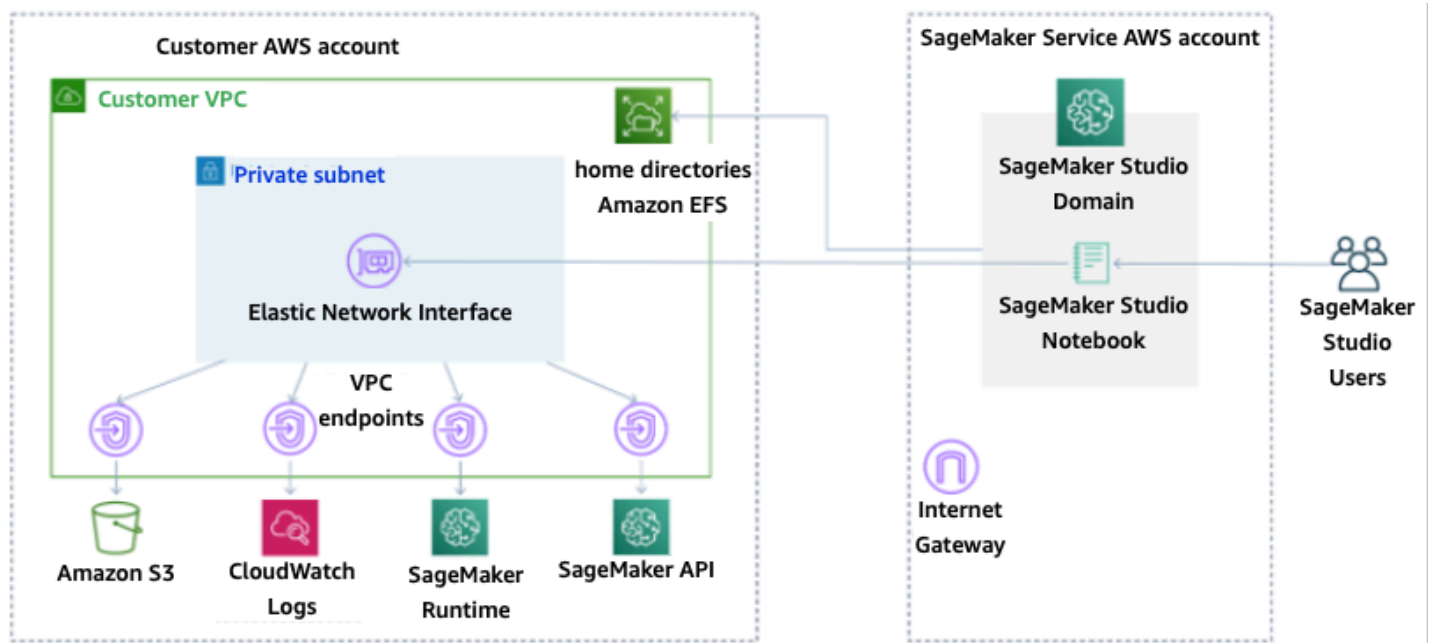 Customer AWS account
SageMaker Service AWS account
Customer VPC
home directories
Amazon EFS
Private subnet
Elastic Network Interface
VPC
endpoints
Amazon S3
CloudWatch
Logs
SageMaker
Runtime
SageMaker API
SageMaker Studio
Domain
SageMaker Studio
Notebook
SageMaker
Studio
Users
Internet
Gateway